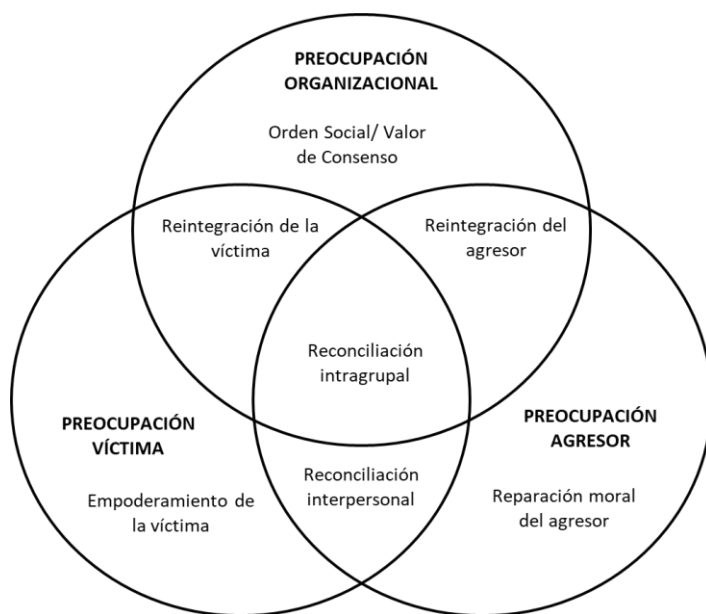 PREOCUPACIÓN
ORGANIZACIONAL
Orden Social/ Valor
de Consenso
Reintegración de la
víctima
Reintegración del
agresor
Reconciliación
intragrupal
PREOCUPACIÓN
VÍCTIMA
PREOCUPACIÓN
AGRESOR
Reconciliación
interpersonal
Empoderamiento de
la víctima
Reparación moral
del agresor